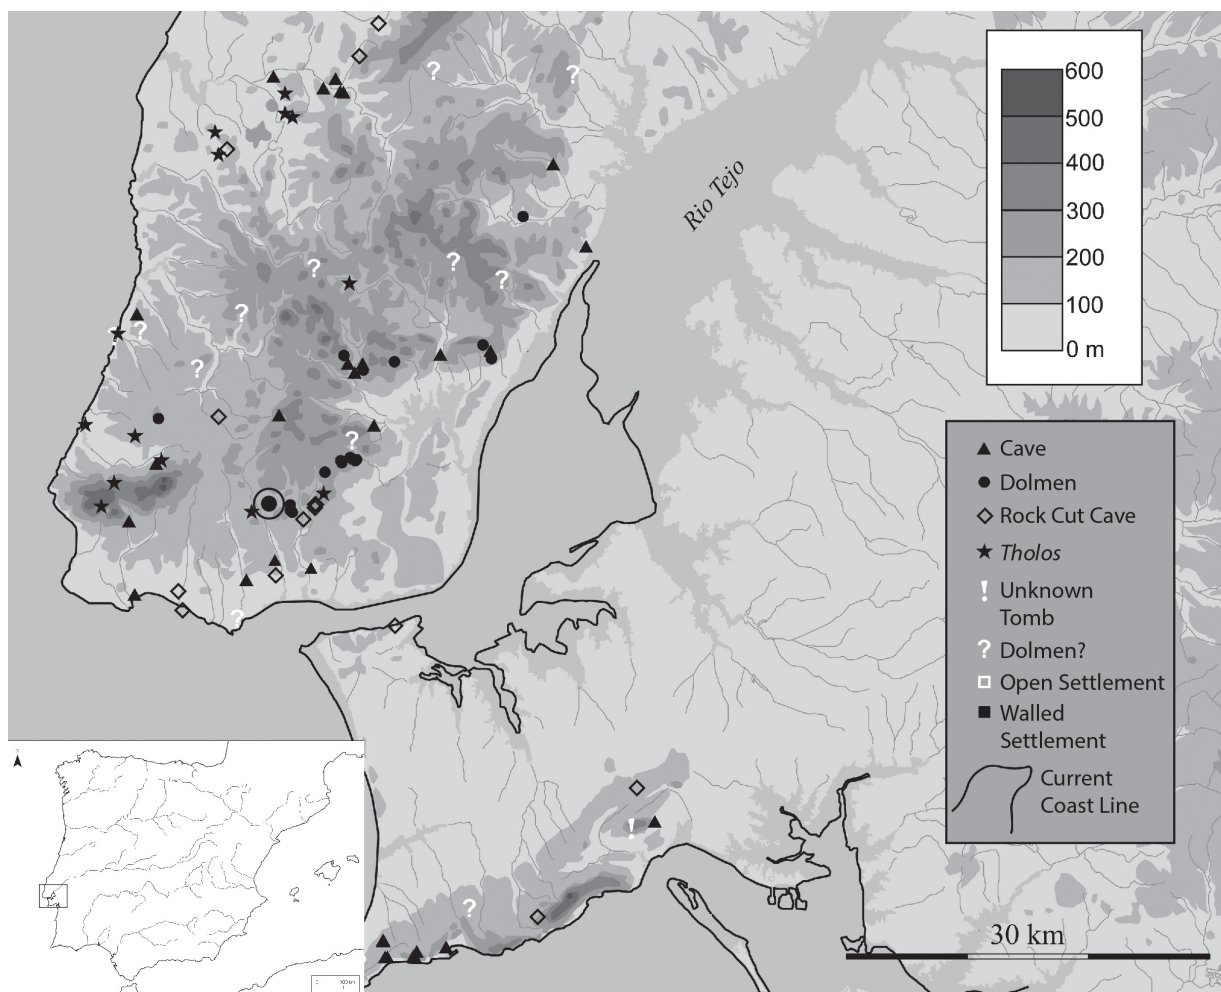 600
500
400
300
200
100
0 m
Rio Tejo
Cave
Dolmen
Rock Cut Cave
Tholos
! Unknown
Tomb
? Dolmen?
Open Settlement
Walled
Settlement
Current
Coast Line
30 km
?
?
?
?
?
?
?
?
?
?
!
?